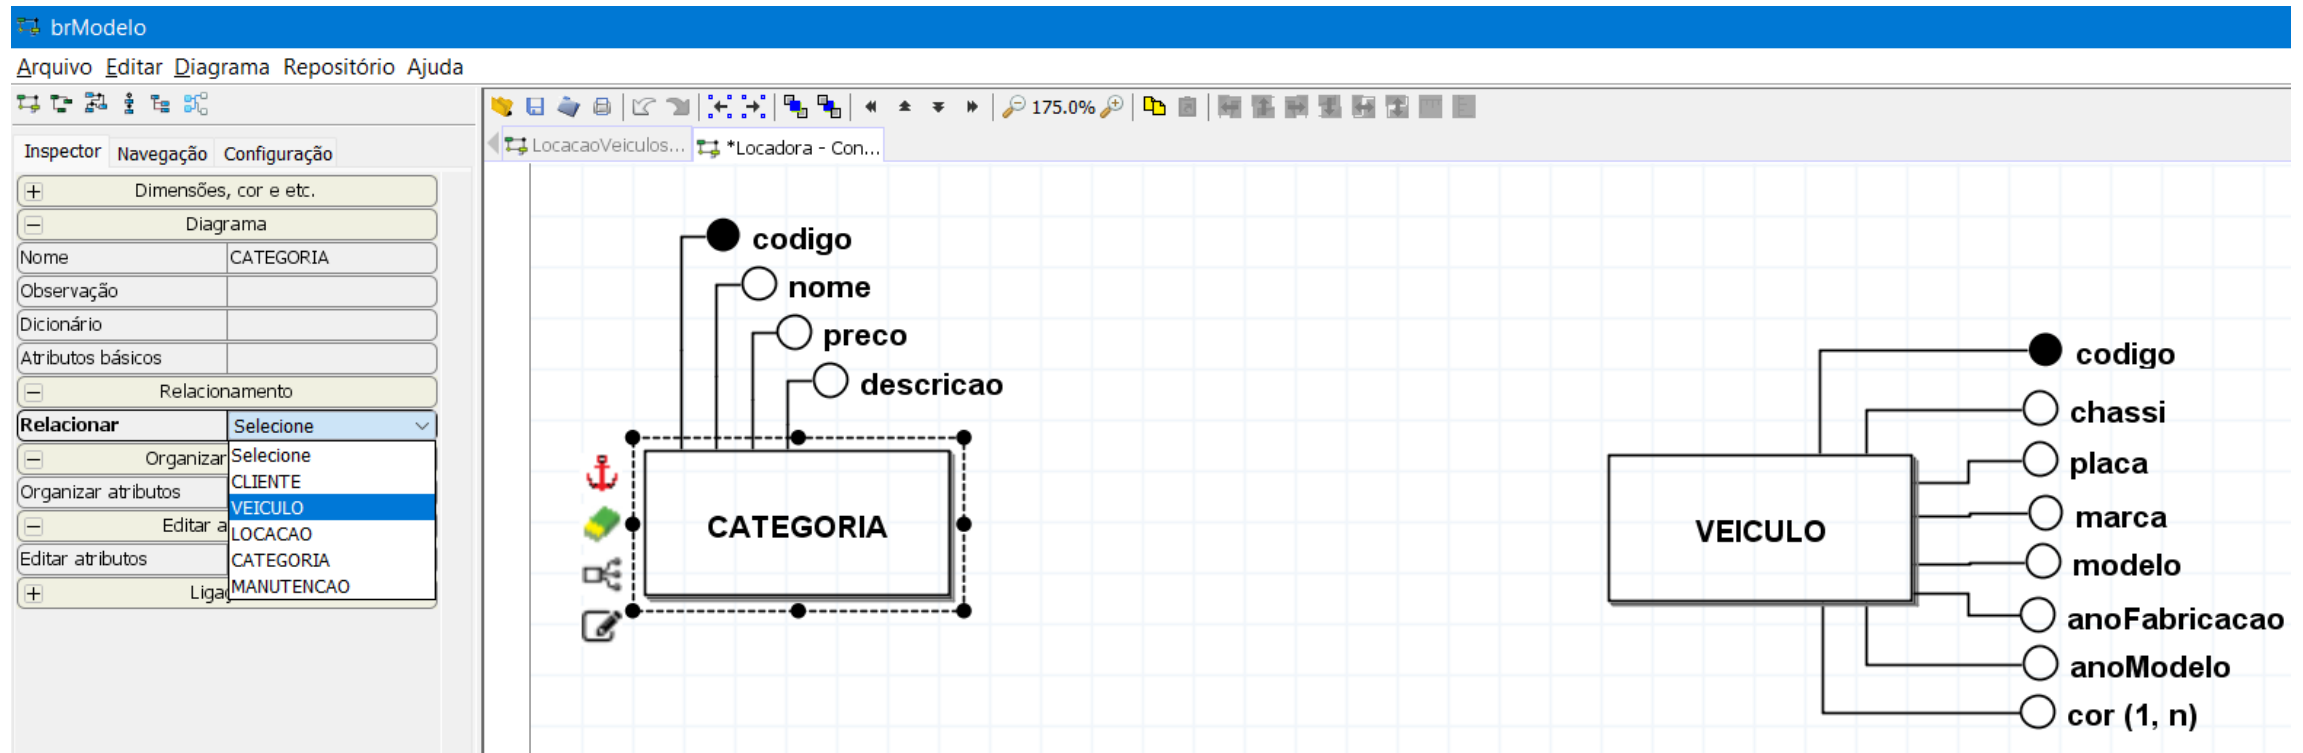 brModelo
Arquivo Editar Diagrama Repositório Ajuda
175.0%
Inspector Navegação Configuração
LocacaoVeiculos... *Locadora - Con...
Dimensões, cor e etc.
Diagrama
Nome CATEGORIA
Observação
Dicionário
Atributos básicos
Relacionamento
Relacionar Selecione
Organizar
Organizar atributos
Editar a
Editar atributos
Liga
Selecione
CLIENTE
VEICULO
LOCACAO
CATEGORIA
MANUTENCAO
codigo
nome
preco
descricao
CATEGORIA
VEICULO
codigo
chassi
placa
marca
modelo
anoFabricacao
anoModelo
cor (1, n)